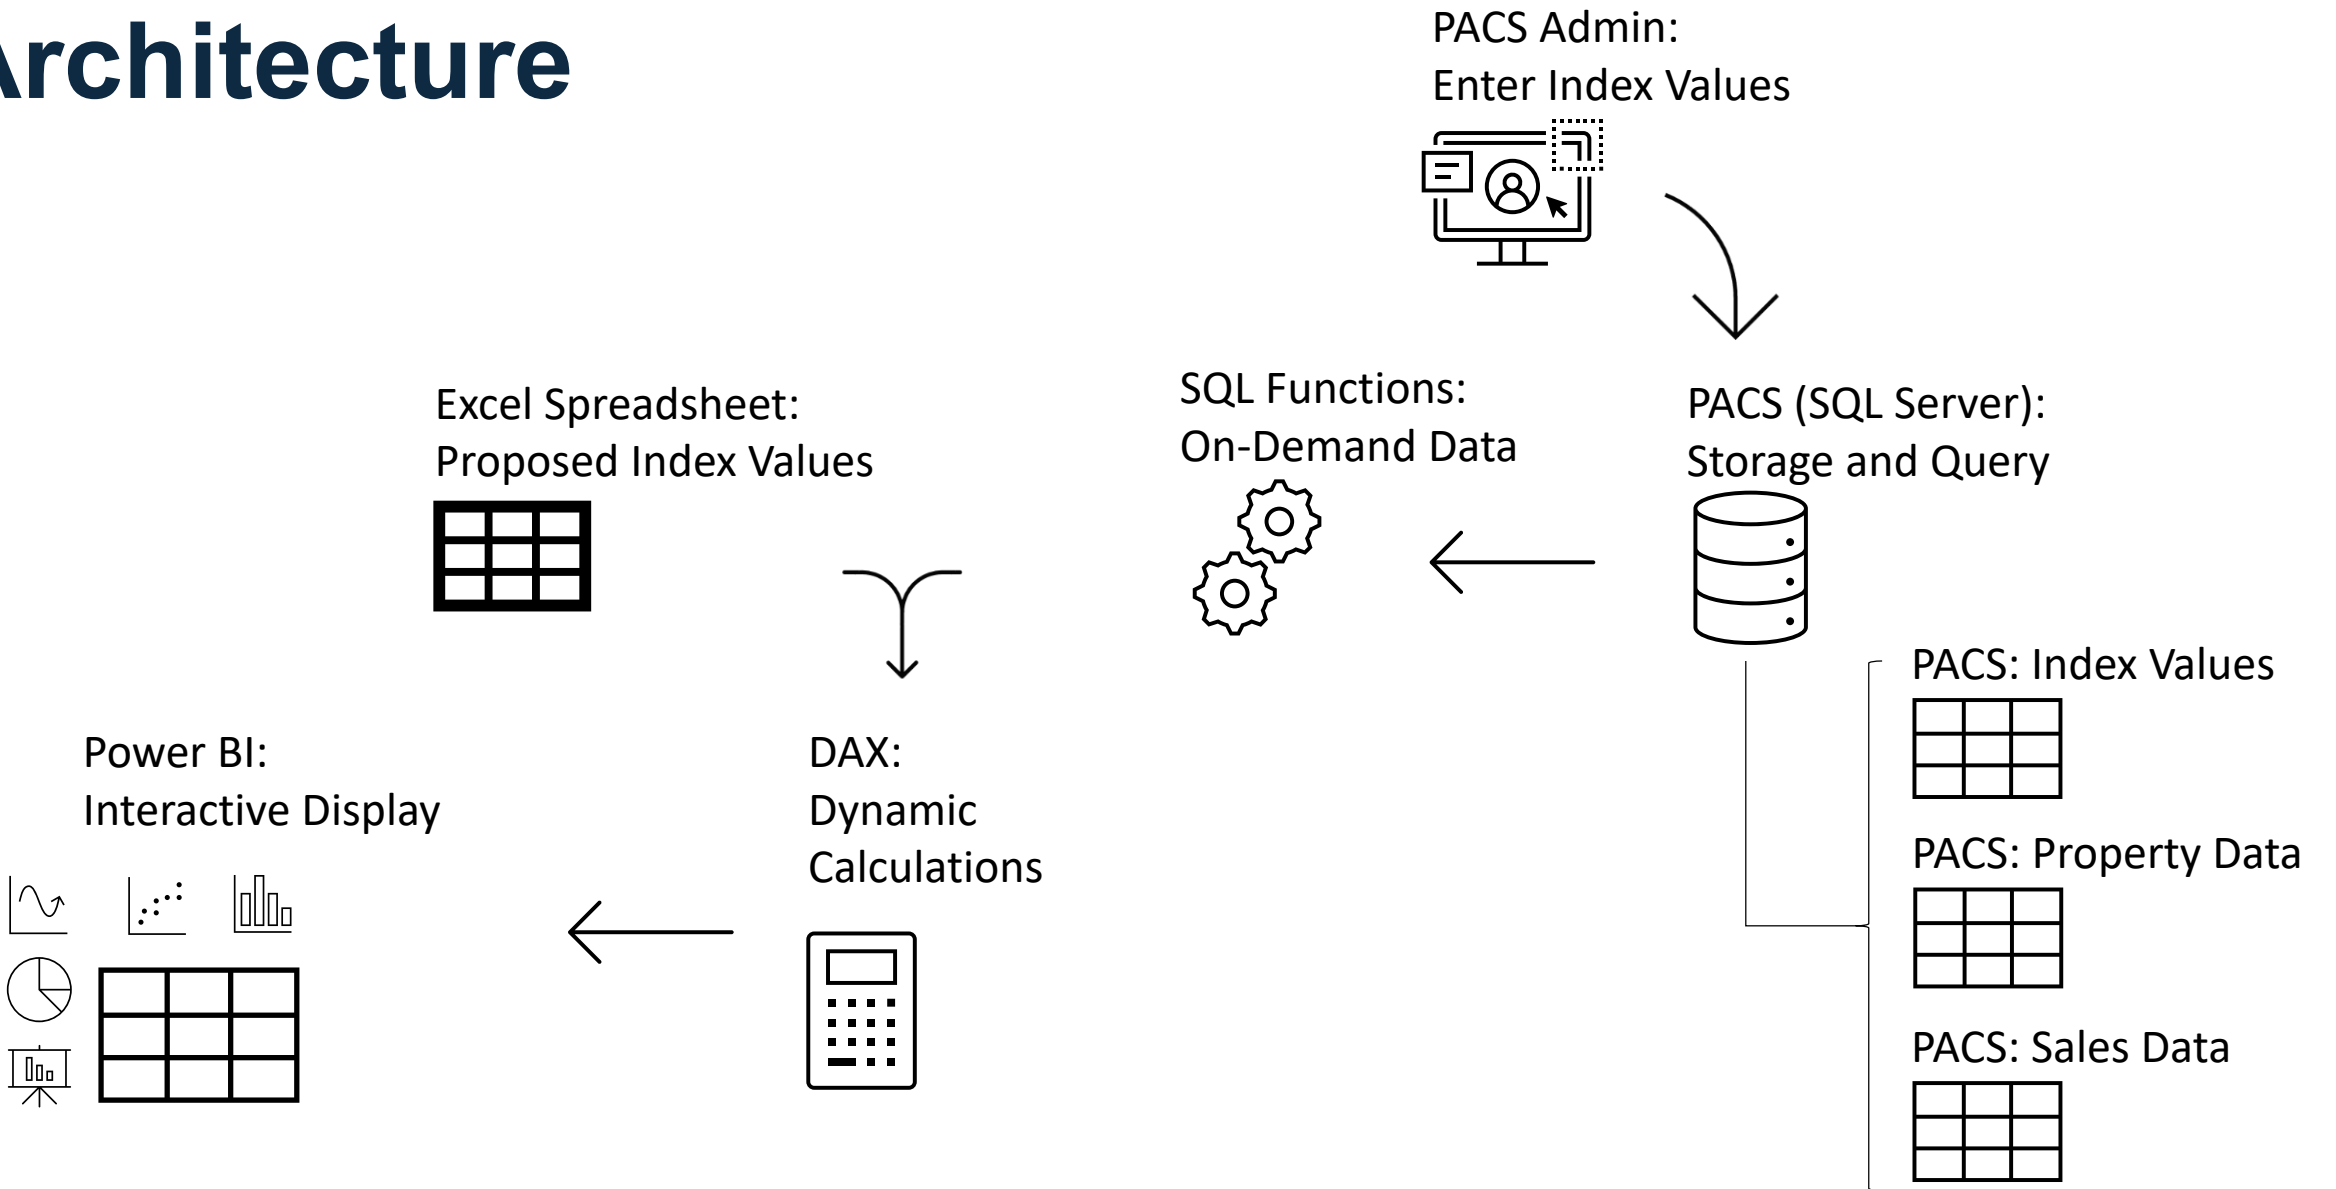 Architecture
PACS Admin:
Enter Index Values
Excel Spreadsheet:
Proposed Index Values
SQL Functions:
On-Demand Data
PACS (SQL Server):
Storage and Query
PACS: Index Values
Power BI:
Interactive Display
DAX:
Dynamic
Calculations
PACS: Property Data
PACS: Sales Data